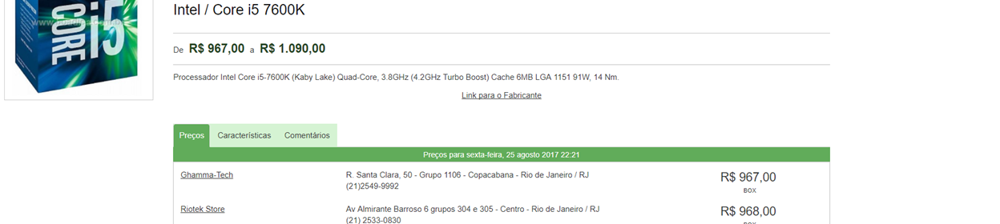 CORE i5
Intel / Core i5 7600K
De R$ 967,00 a R$ 1.090,00
Processador Intel Core i5-7600K (Kaby Lake) Quad-Core, 3.8GHz (4.2GHz Turbo Boost) Cache 6MB LGA 1151 91W, 14 Nm.
Link para o Fabricante
Preços Características Comentários
Preços para sexta-feira, 25 agosto 2017 22:21
Ghamma-Tech R. Santa Clara, 50 - Grupo 1106 - Copacabana - Rio de Janeiro / RJ R$ 967,00
(21)2549-9992 BOX
Riotek Store Av Almirante Barroso 6 grupos 304 e 305 - Centro - Rio de Janeiro / RJ R$ 968,00
(21) 2533-0830 BOX